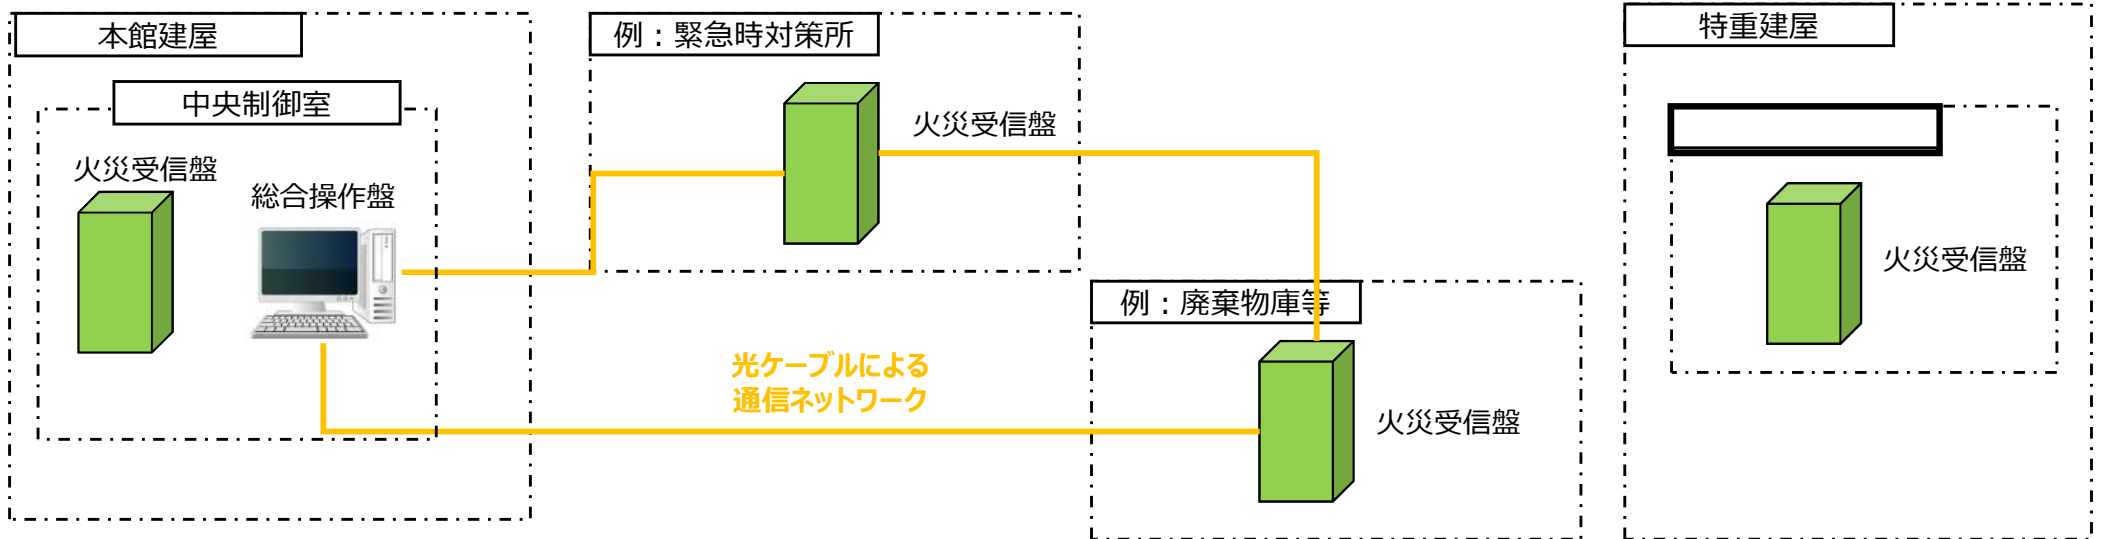 本館建屋
中央制御室
火災受信盤
総合操作盤
例：緊急時対策所
火災受信盤
光ケーブルによる
通信ネットワーク
例：廃棄物庫等
火災受信盤
特重建屋
火災受信盤